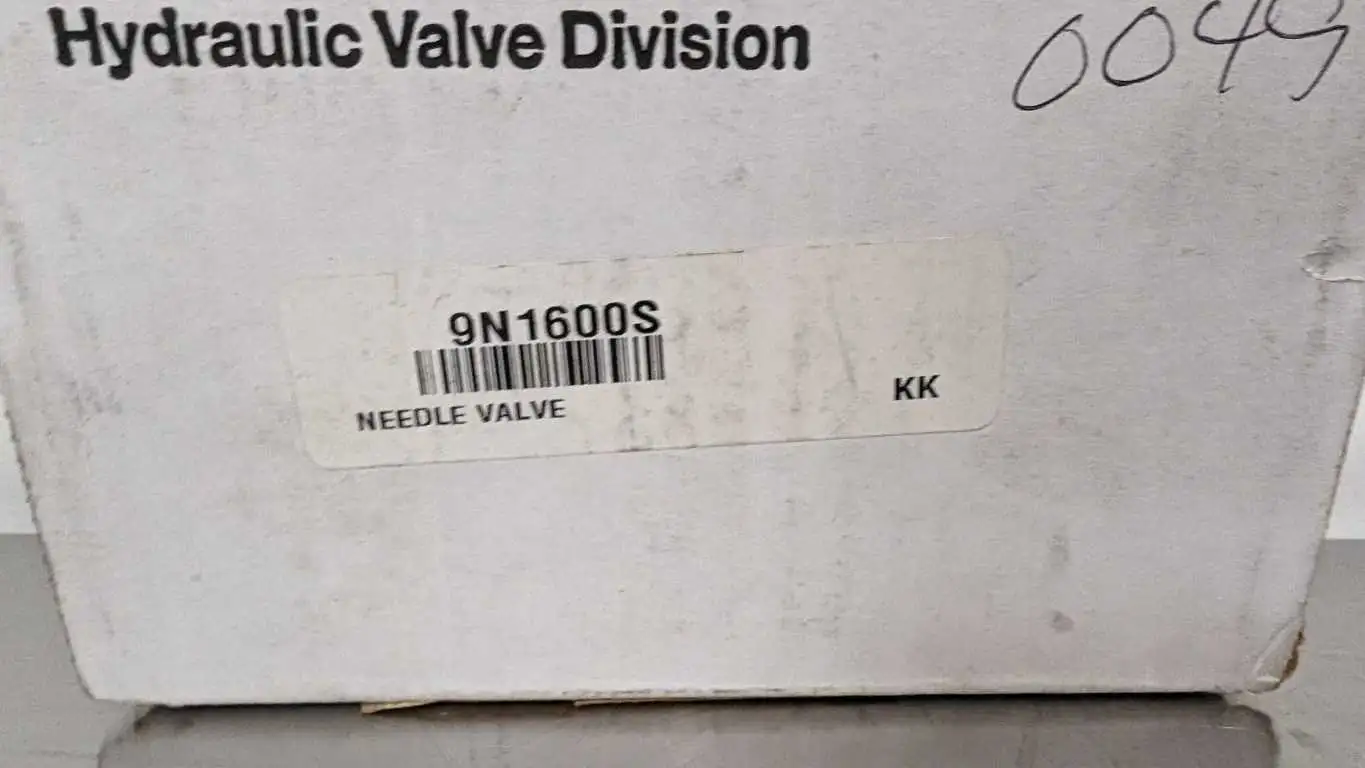 Hydraulic Valve Division
0049
9N1600S
NEEDLE VALVE
KK